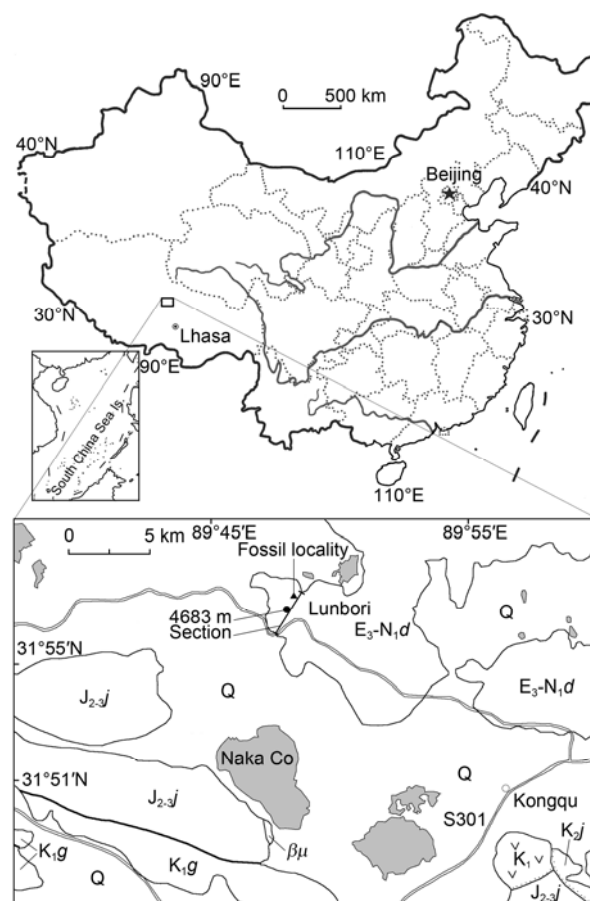 90°E
0 500 km
40°N
110°E
Beijing
40°N
30°N
Lhasa
30°N
90°E
South China Sea Is.
110°E
0 5 km
89°45′E
89°55′E
Fossil locality
4683 m
Lunbori
Section
Q
E₃-N₁d
31°55′N
J₂₋₃j
Q
E₃-N₁d
Naka Co
Q
31°51′N
J₂₋₃j
S301
Kongqu
K₁g
βμ
K₁g
Q
K₁
K₂j
J₂₋₃j